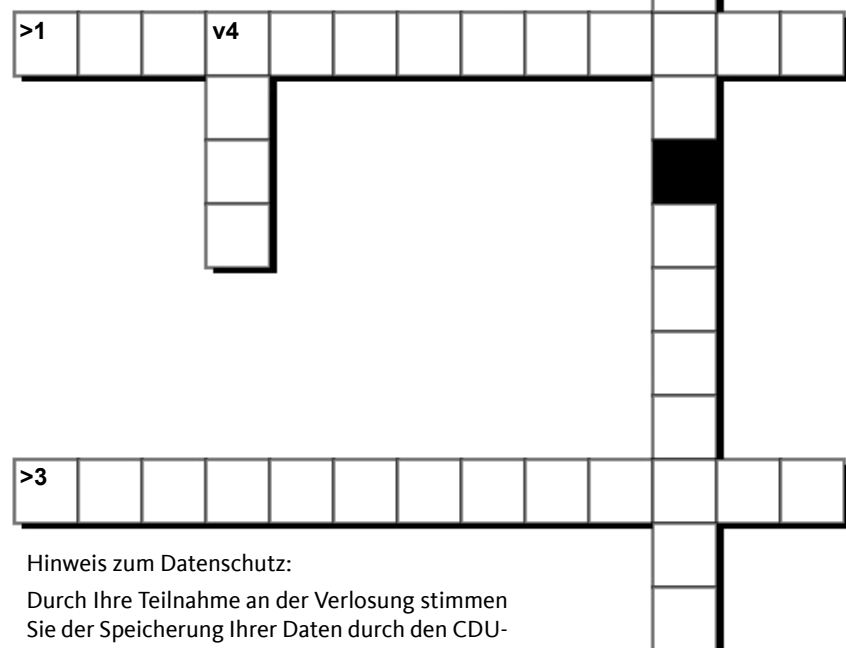 >1 v4
>3
Hinweis zum Datenschutz:
Durch Ihre Teilnahme an der Verlosung stimmen
Sie der Speicherung Ihrer Daten durch den CDU-